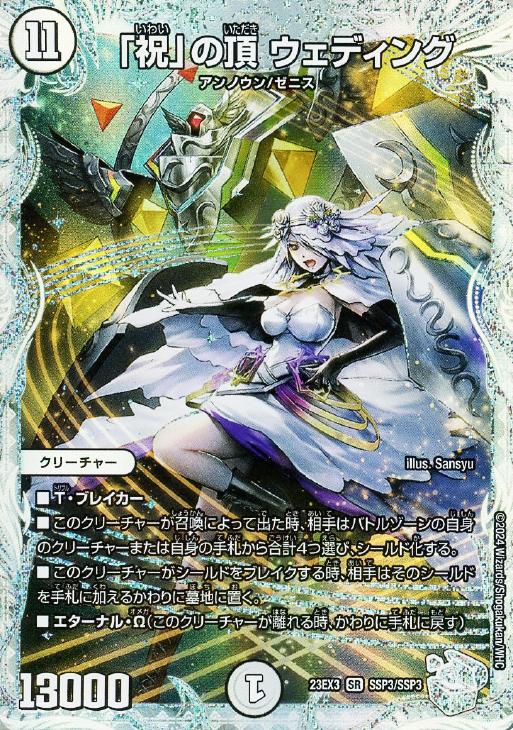 11
「祝」の頂 ウェディング
アンノウン/ゼニス
クリーチャー
illus. Sansyu
■T・ブレイカー
■このクリーチャーが召喚によって出た時、相手はバトルゾーンの自身
のクリーチャーまたは自身の手札から合計4つ選び、シールド化する。
■このクリーチャーがシールドをブレイクする時、相手はそのシールド
を手札に加えるかわりに墓地に置く。
■エターナル・Ω(このクリーチャーが離れる時、かわりに手札に戻す)
13000
1
23EX3 SR SSP3/SSP3
©2024 Wizards/Shogakukan/WHC